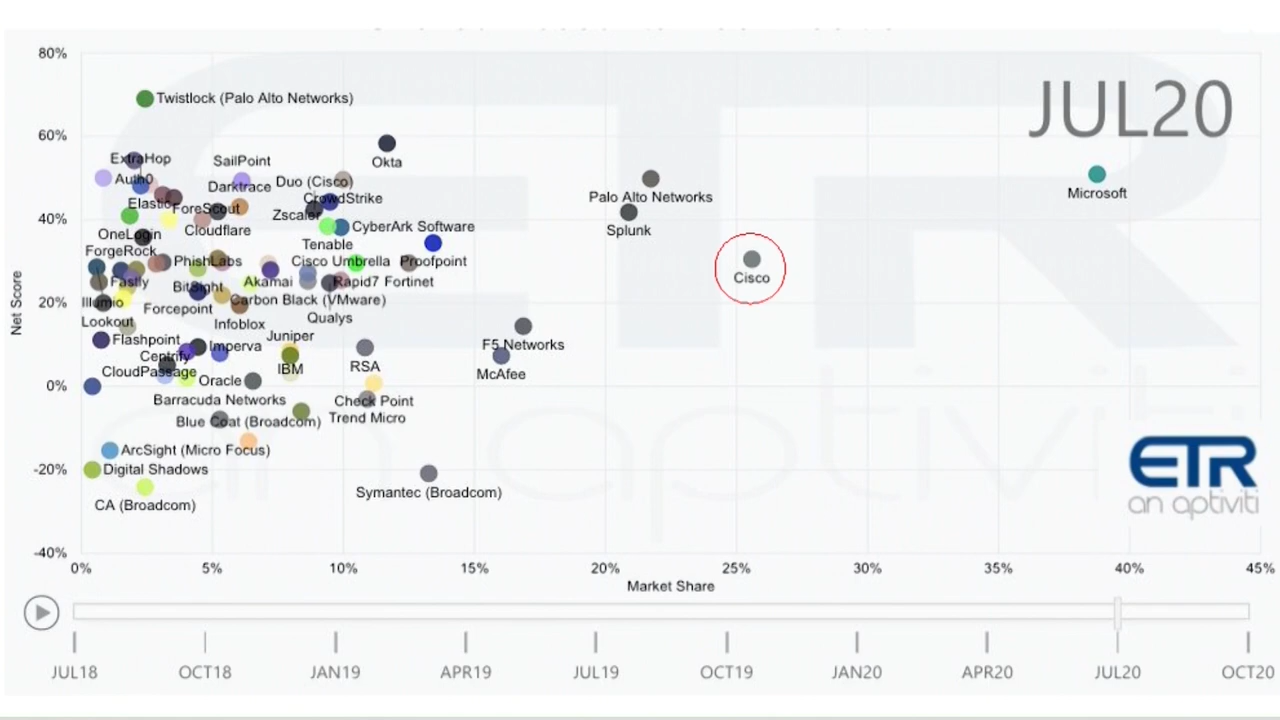 80%
JUL20
Twistlock (Palo Alto Networks)
60%
Okta
ExtraHop
SailPoint
Auth0
Duo (Cisco)
Darktrace
Microsoft
CrowdStrike
Palo Alto Networks
Elastic
ForeScout
Zscaler
40%
Cloudflare
CyberArk Software
Splunk
OneLogin
Tenable
ForgeRock
PhishLabs
Cisco Umbrella
Proofpoint
Cisco
Fastly
BitSight
Akamai
Rapid7
Fortinet
20%
Illumio
Carbon Black (VMware)
Forcepoint
Lookout
Infoblox
Qualys
Flashpoint
Juniper
Imperva
F5 Networks
Centrify
CloudPassage
IBM
RSA
McAfee
Oracle
0%
Barracuda Networks
Check Point
Blue Coat (Broadcom)
Trend Micro
ArcSight (Micro Focus)
ETR
an aptiviti
-20%
Digital Shadows
Symantec (Broadcom)
CA (Broadcom)
ETR
an aptiviti
-40%
Net Score
0% 5% 10% 15% 20% 25% 30% 35% 40% 45%
Market Share
JUL18 OCT18 JAN19 APR19 JUL19 OCT19 JAN20 APR20 JUL20 OCT20